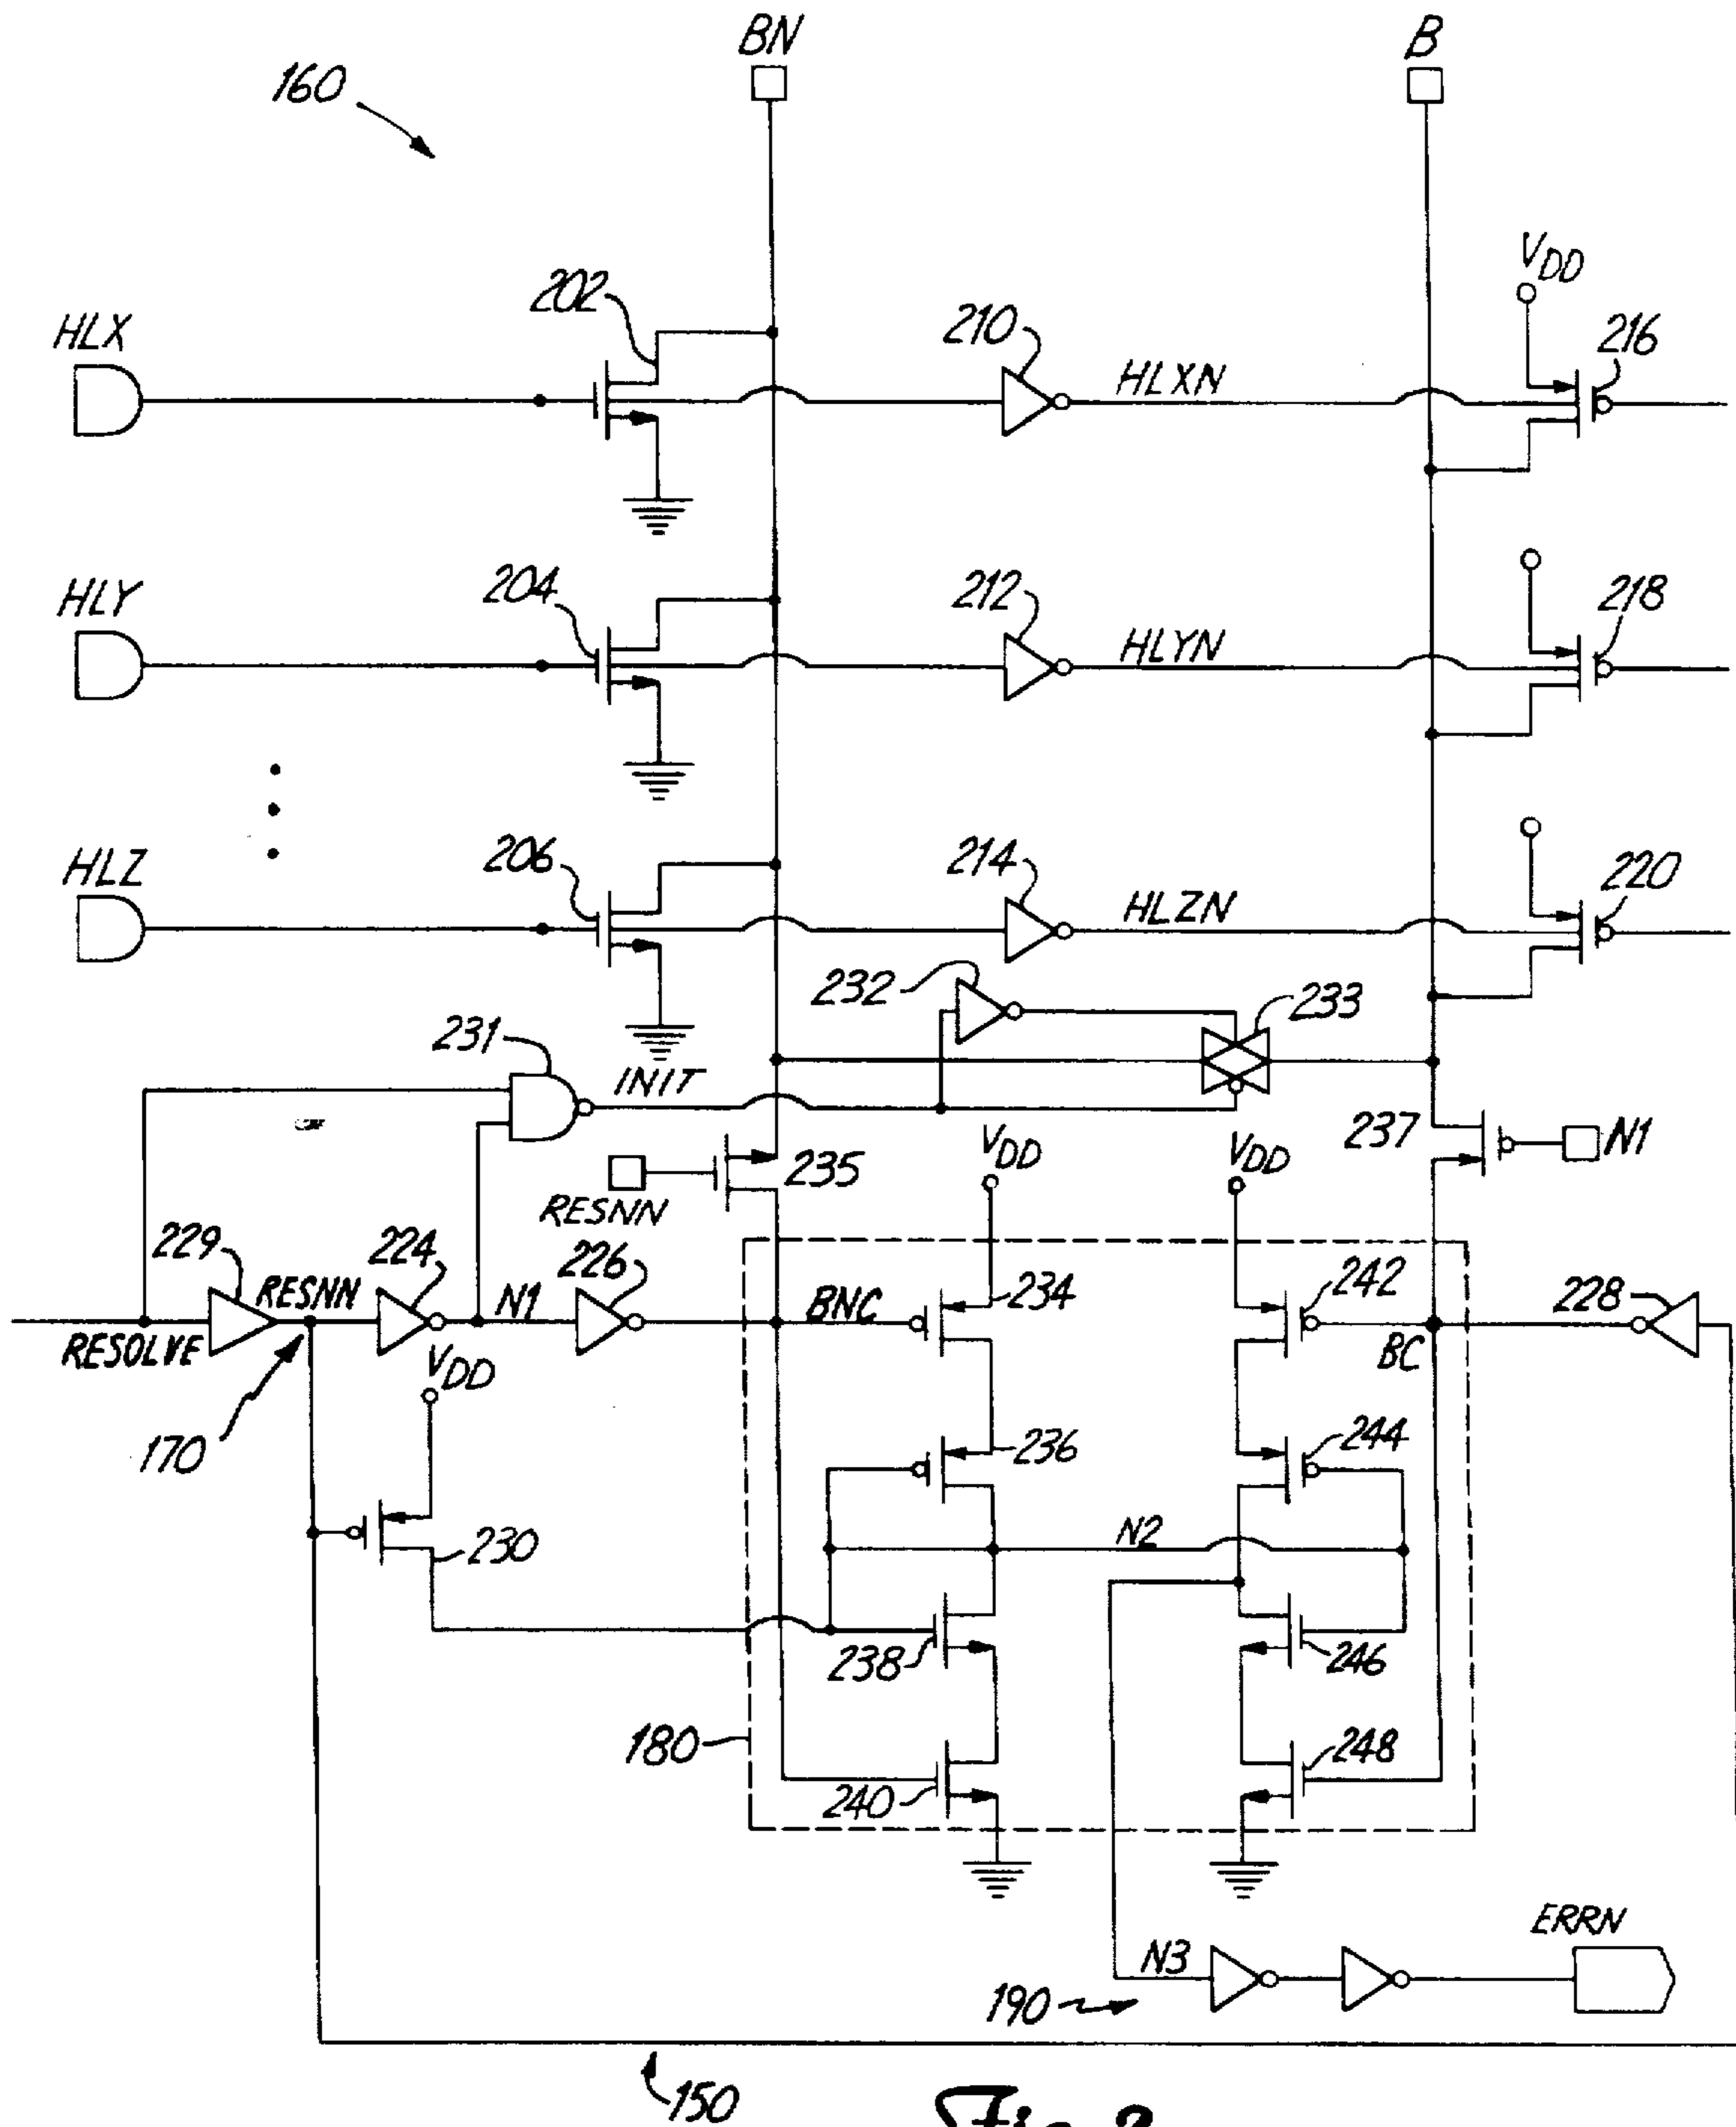 BN
B
160
VDD
HLX
202
210
HLXN
216
HLY
204
212
HLYN
218
HLZ
206
214
HLZN
220
232
233
231
INIT
237
N1
VDD
VDD
235
RESNN
229
RESNN
224
N1
226
BNC
234
242
228
RESOLVE
VDD
BC
170
236
244
N2
230
238
246
180
240
248
ERRN
N3
190
150